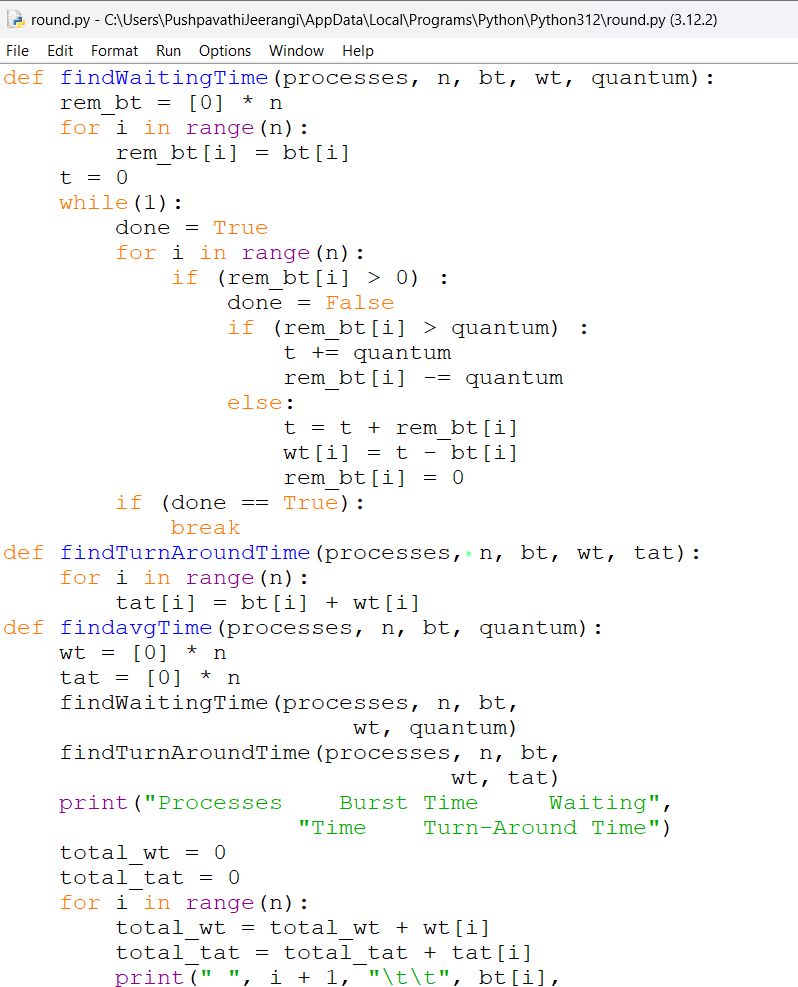 round.py - C:\Users\PushpavathiJeerangi\AppData\Local\Programs\Python\Python312\round.py (3.12.2)
File Edit Format Run Options Window Help
def findWaitingTime(processes, n, bt, wt, quantum):
    rem_bt = [0] * n
    for i in range(n):
        rem_bt[i] = bt[i]
    t = 0
    while(1):
        done = True
        for i in range(n):
            if (rem_bt[i] > 0) :
                done = False
                if (rem_bt[i] > quantum) :
                    t += quantum
                    rem_bt[i] -= quantum
                else:
                    t = t + rem_bt[i]
                    wt[i] = t - bt[i]
                    rem_bt[i] = 0
        if (done == True):
            break
def findTurnAroundTime(processes, n, bt, wt, tat):
    for i in range(n):
        tat[i] = bt[i] + wt[i]
def findavgTime(processes, n, bt, quantum):
    wt = [0] * n
    tat = [0] * n
    findWaitingTime(processes, n, bt,
                         wt, quantum)
    findTurnAroundTime(processes, n, bt,
                                wt, tat)
    print("Processes    Burst Time     Waiting",
                     "Time    Turn-Around Time")
    total_wt = 0
    total_tat = 0
    for i in range(n):
        total_wt = total_wt + wt[i]
        total_tat = total_tat + tat[i]
        print(" ", i + 1, "\t\t", bt[i],